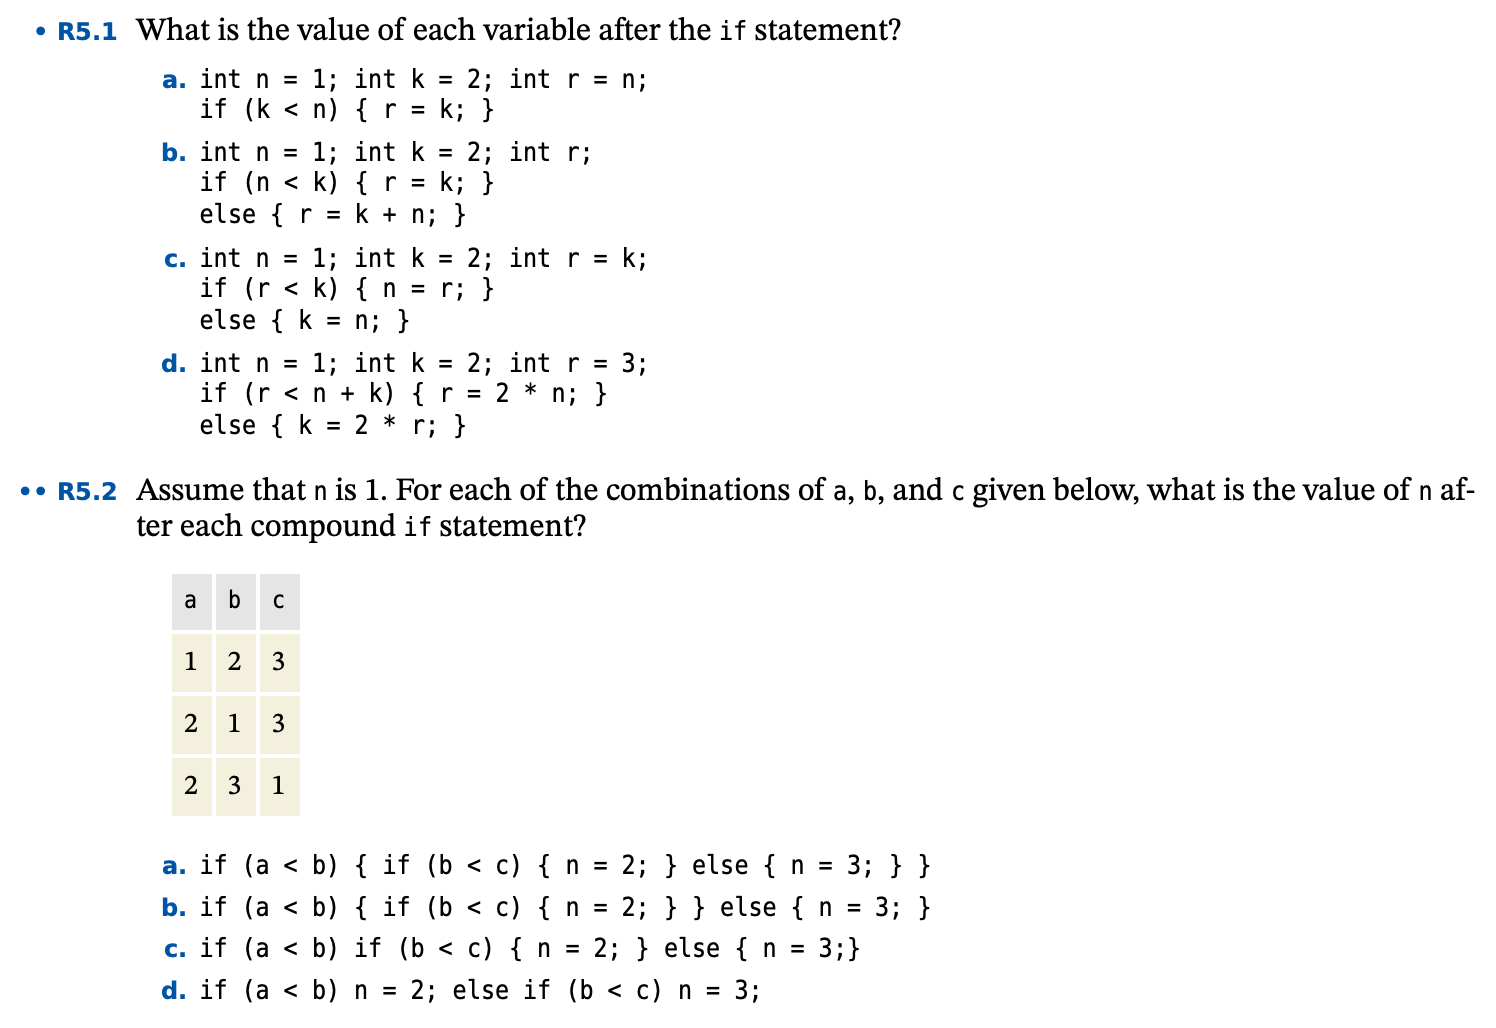 • R5.1 What is the value of each variable after the if statement?
a. int n = 1; int k = 2; int r = n;
if (k < n) { r = k; }
b. int n = 1; int k = 2; int r;
if (n < k) { r = k; }
else { r = k + n; }
c. int n = 1; int k = 2; int r = k;
if (r < k) { n = r; }
else { k = n; }
d. int n = 1; int k = 2; int r = 3;
if (r < n + k) { r = 2 * n; }
else { k = 2 * r; }
•• R5.2 Assume that n is 1. For each of the combinations of a, b, and c given below, what is the value of n af-
ter each compound if statement?
a b c
1 2 3
2 1 3
2 3 1
a. if (a < b) { if (b < c) { n = 2; } else { n = 3; } }
b. if (a < b) { if (b < c) { n = 2; } } else { n = 3; }
c. if (a < b) if (b < c) { n = 2; } else { n = 3;}
d. if (a < b) n = 2; else if (b < c) n = 3;